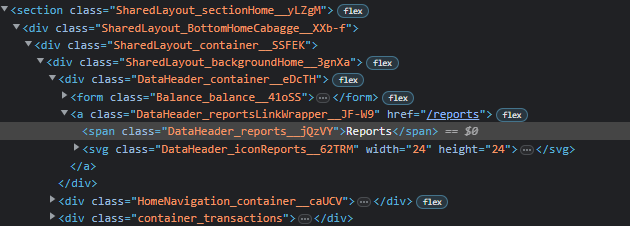 <section class="SharedLayout_sectionHome__yLZgM"> flex
<div class="SharedLayout_BottomHomeCabagge__XXb-f">
<div class="SharedLayout_container__SSFEK">
<div class="SharedLayout_backgroundHome__3gnXa"> flex
<div class="DataHeader_container__eDcTH"> flex
<form class="Balance_balance__41oSS"> ... </form> flex
<a class="DataHeader_reportsLinkWrapper__JF-W9" href="/reports"> flex
<span class="DataHeader_reports__jQzVY">Reports</span> == $0
<svg class="DataHeader_iconReports__62TRM" width="24" height="24"> ... </svg>
</a>
</div>
<div class="HomeNavigation_container__caUCV"> ... </div> flex
<div class="container_transactions"> ... </div>